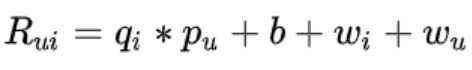 R_{ui} = q_i * p_u + b + w_i + w_u